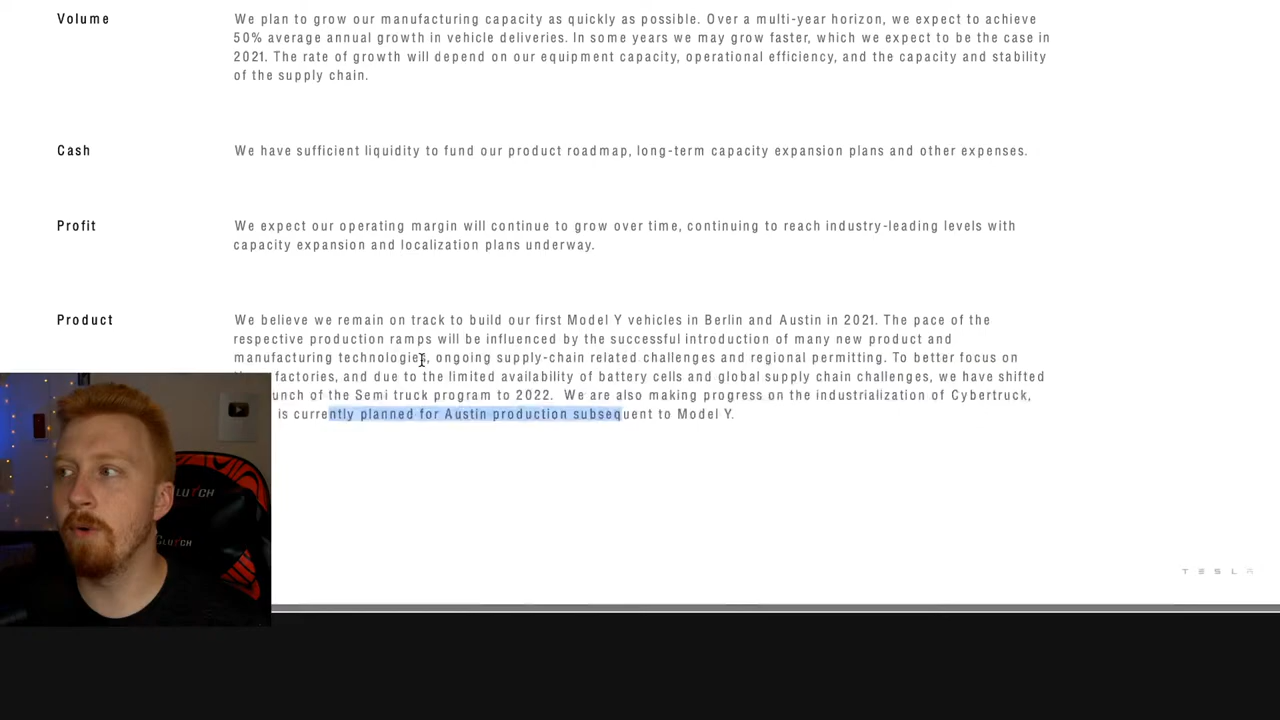 Volume
We plan to grow our manufacturing capacity as quickly as possible. Over a multi-year horizon, we expect to achieve
50% average annual growth in vehicle deliveries. In some years we may grow faster, which we expect to be the case in
2021. The rate of growth will depend on our equipment capacity, operational efficiency, and the capacity and stability
of the supply chain.
Cash
We have sufficient liquidity to fund our product roadmap, long-term capacity expansion plans and other expenses.
Profit
We expect our operating margin will continue to grow over time, continuing to reach industry-leading levels with
capacity expansion and localization plans underway.
Product
We believe we remain on track to build our first Model Y vehicles in Berlin and Austin in 2021. The pace of the
respective production ramps will be influenced by the successful introduction of many new product and
manufacturing technologies, ongoing supply-chain related challenges and regional permitting. To better focus on
factories, and due to the limited availability of battery cells and global supply chain challenges, we have shifted
unch of the Semi truck program to 2022. We are also making progress on the industrialization of Cybertruck,
is currently planned for Austin production subsequent to Model Y.
CLUTCH
CLUTCH
TESLA